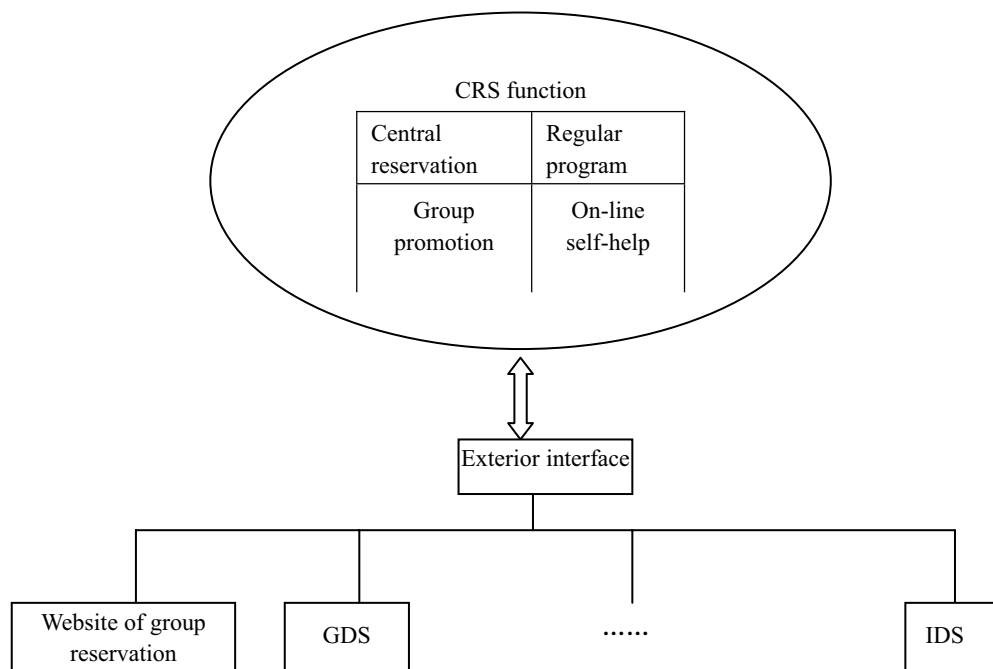 CRS function
Central
reservation
Regular
program
Group
promotion
On-line
self-help
Exterior interface
Website of group
reservation
GDS
……
IDS